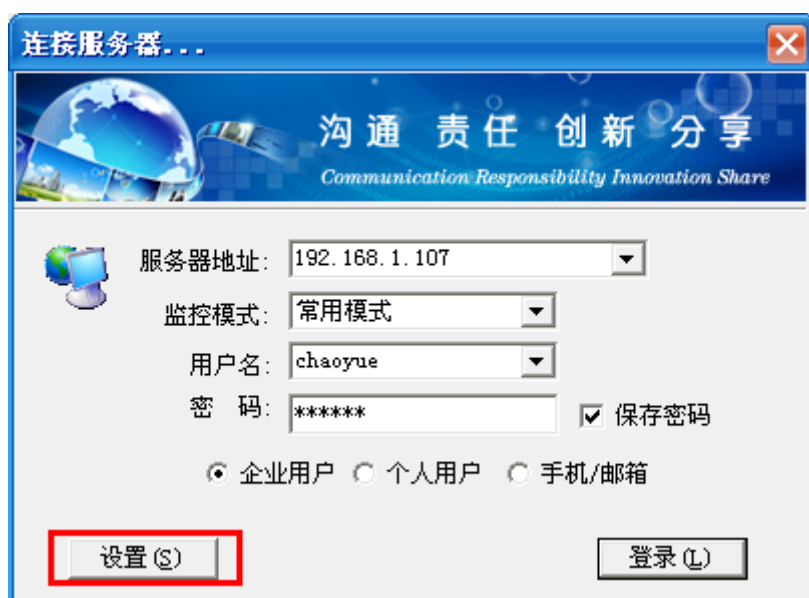 连接服务器...
沟通 责任 创新 分享
Communication Responsibility Innovation Share
服务器地址: 192.168.1.107
监控模式: 常用模式
用户名: chaoyue
密 码: ****** 保存密码
企业用户 个人用户 手机/邮箱
设置(S) 登录(L)